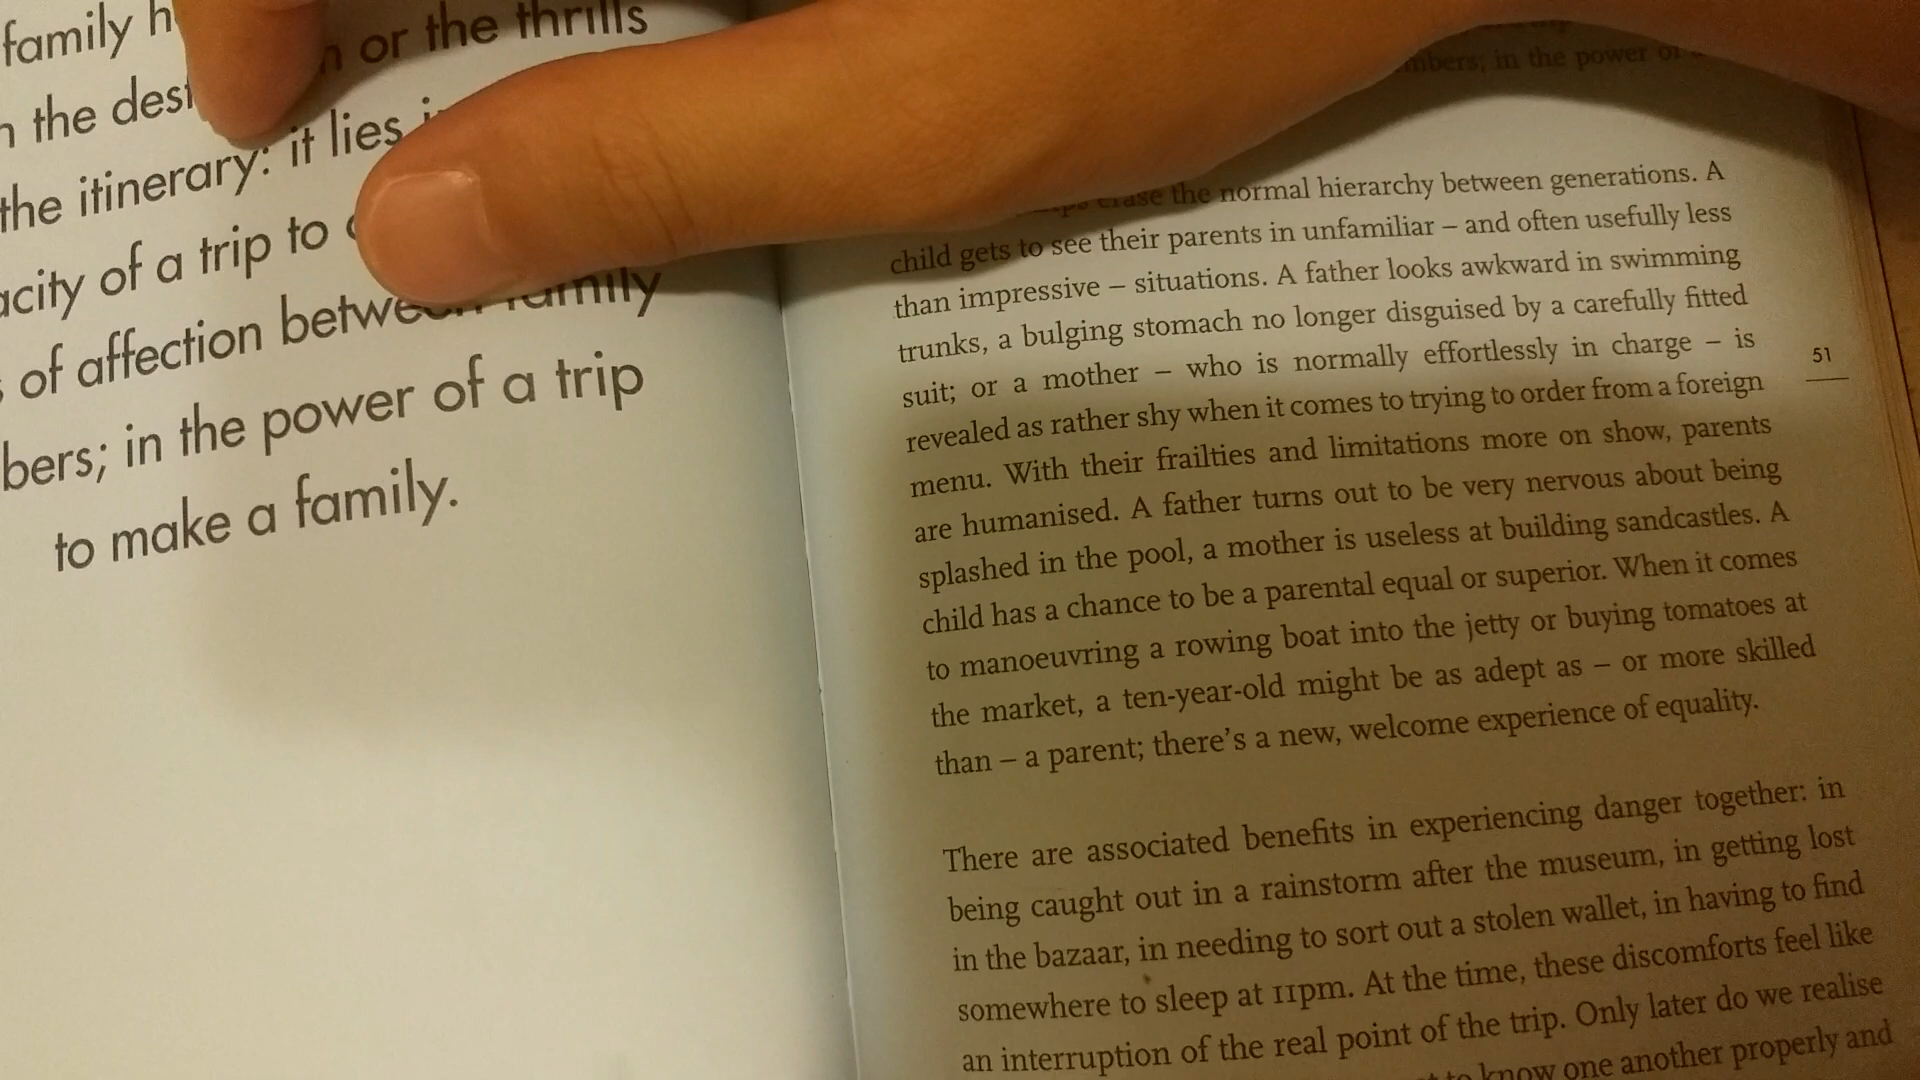 family
or the thrills
the
the itinerary: it lies
of a trip to
of affection between family
in the power of a trip
to make a family.
in the power of
erase the normal hierarchy between generations. A
child gets to see their parents in unfamiliar – and often usefully less
than impressive – situations. A father looks awkward in swimming
trunks, a bulging stomach no longer disguised by a carefully fitted
suit; or a mother – who is normally effortlessly in charge – is
revealed as rather shy when it comes to trying to order from a foreign
menu. With their frailties and limitations more on show, parents
are humanised. A father turns out to be very nervous about being
splashed in the pool, a mother is useless at building sandcastles. A
child has a chance to be a parental equal or superior. When it comes
to manoeuvring a rowing boat into the jetty or buying tomatoes at
the market, a ten-year-old might be as adept as – or more skilled
than – a parent; there's a new, welcome experience of equality.
51
There are associated benefits in experiencing danger together: in
being caught out in a rainstorm after the museum, in getting lost
in the bazaar, in needing to sort out a stolen wallet, in having to find
somewhere to sleep at 11pm. At the time, these discomforts feel like
an interruption of the real point of the trip. Only later do we realise
to know one another properly and